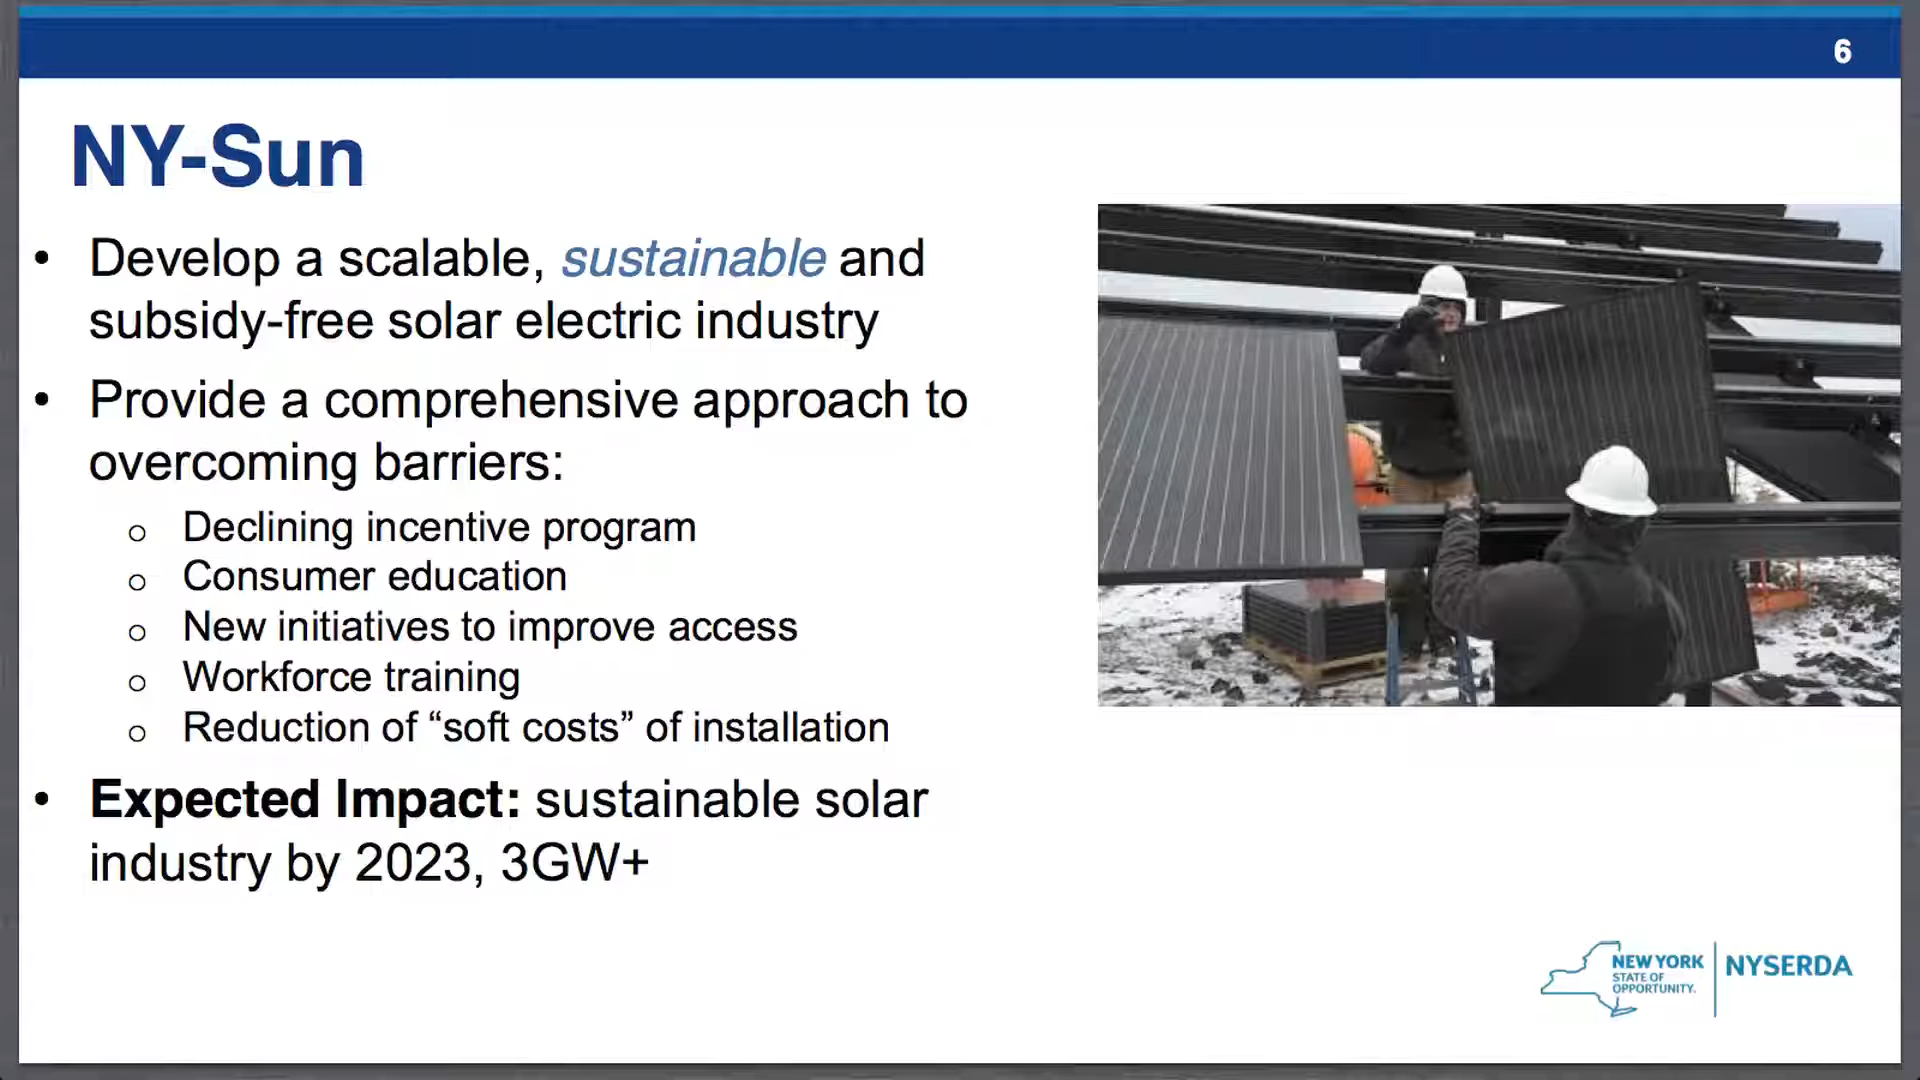 6
NY-Sun
• Develop a scalable, sustainable and
subsidy-free solar electric industry
• Provide a comprehensive approach to
overcoming barriers:
o Declining incentive program
o Consumer education
o New initiatives to improve access
o Workforce training
o Reduction of “soft costs” of installation
• Expected Impact: sustainable solar
industry by 2023, 3GW+
NEW YORK
STATE OF
OPPORTUNITY.
NYSERDA